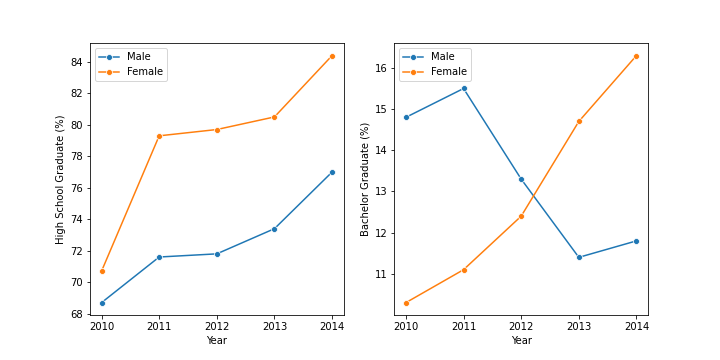 High School Graduate (%)
84
82
80
78
76
74
72
70
68
Male
Female
2010 2011 2012 2013 2014
Year
Bachelor Graduate (%)
16
15
14
13
12
11
Male
Female
2010 2011 2012 2013 2014
Year